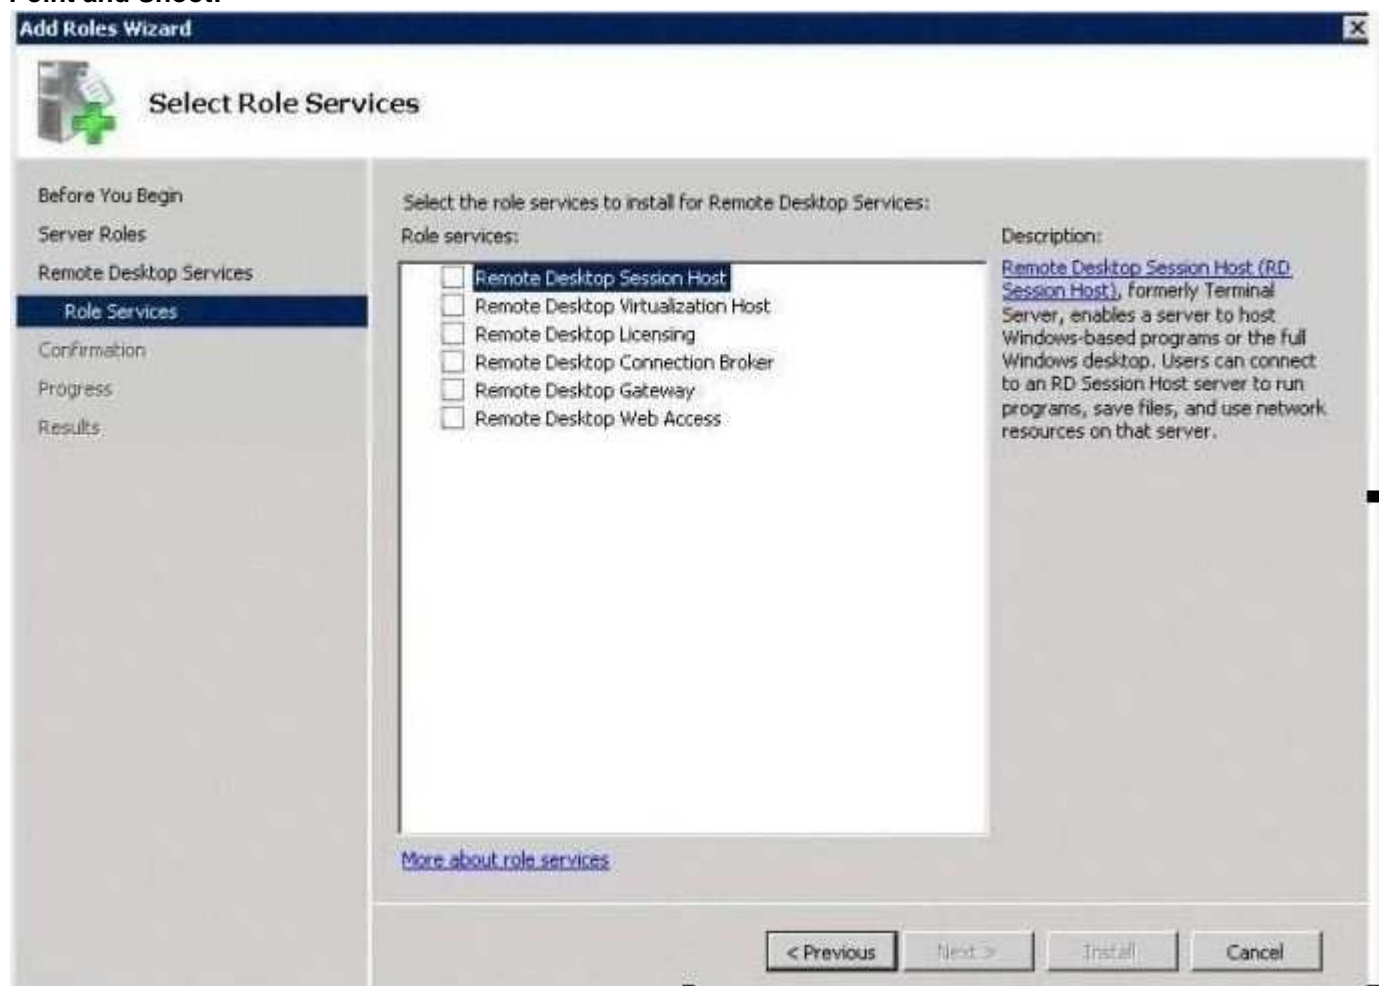 Point and Shoot:
Add Roles Wizard
Select Role Services
Before You Begin
Server Roles
Remote Desktop Services
Role Services
Confirmation
Progress
Results
Select the role services to install for Remote Desktop Services:
Role services:
Remote Desktop Session Host
Remote Desktop Virtualization Host
Remote Desktop Licensing
Remote Desktop Connection Broker
Remote Desktop Gateway
Remote Desktop Web Access
More about role services
Description:
Remote Desktop Session Host (RD
Session Host), formerly Terminal
Server, enables a server to host
Windows-based programs or the full
Windows desktop. Users can connect
to an RD Session Host server to run
programs, save files, and use network
resources on that server.
< Previous
Next >
Install
Cancel